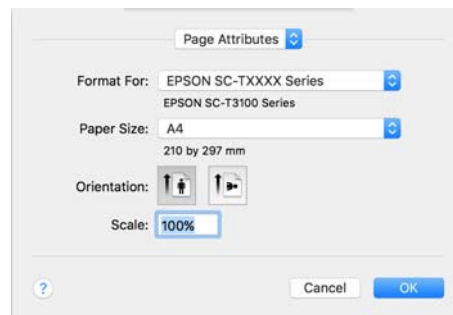 Page Attributes
Format For: EPSON SC-TXXXX Series
EPSON SC-T3100 Series
Paper Size: A4
210 by 297 mm
Orientation:
Scale: 100%
? Cancel OK